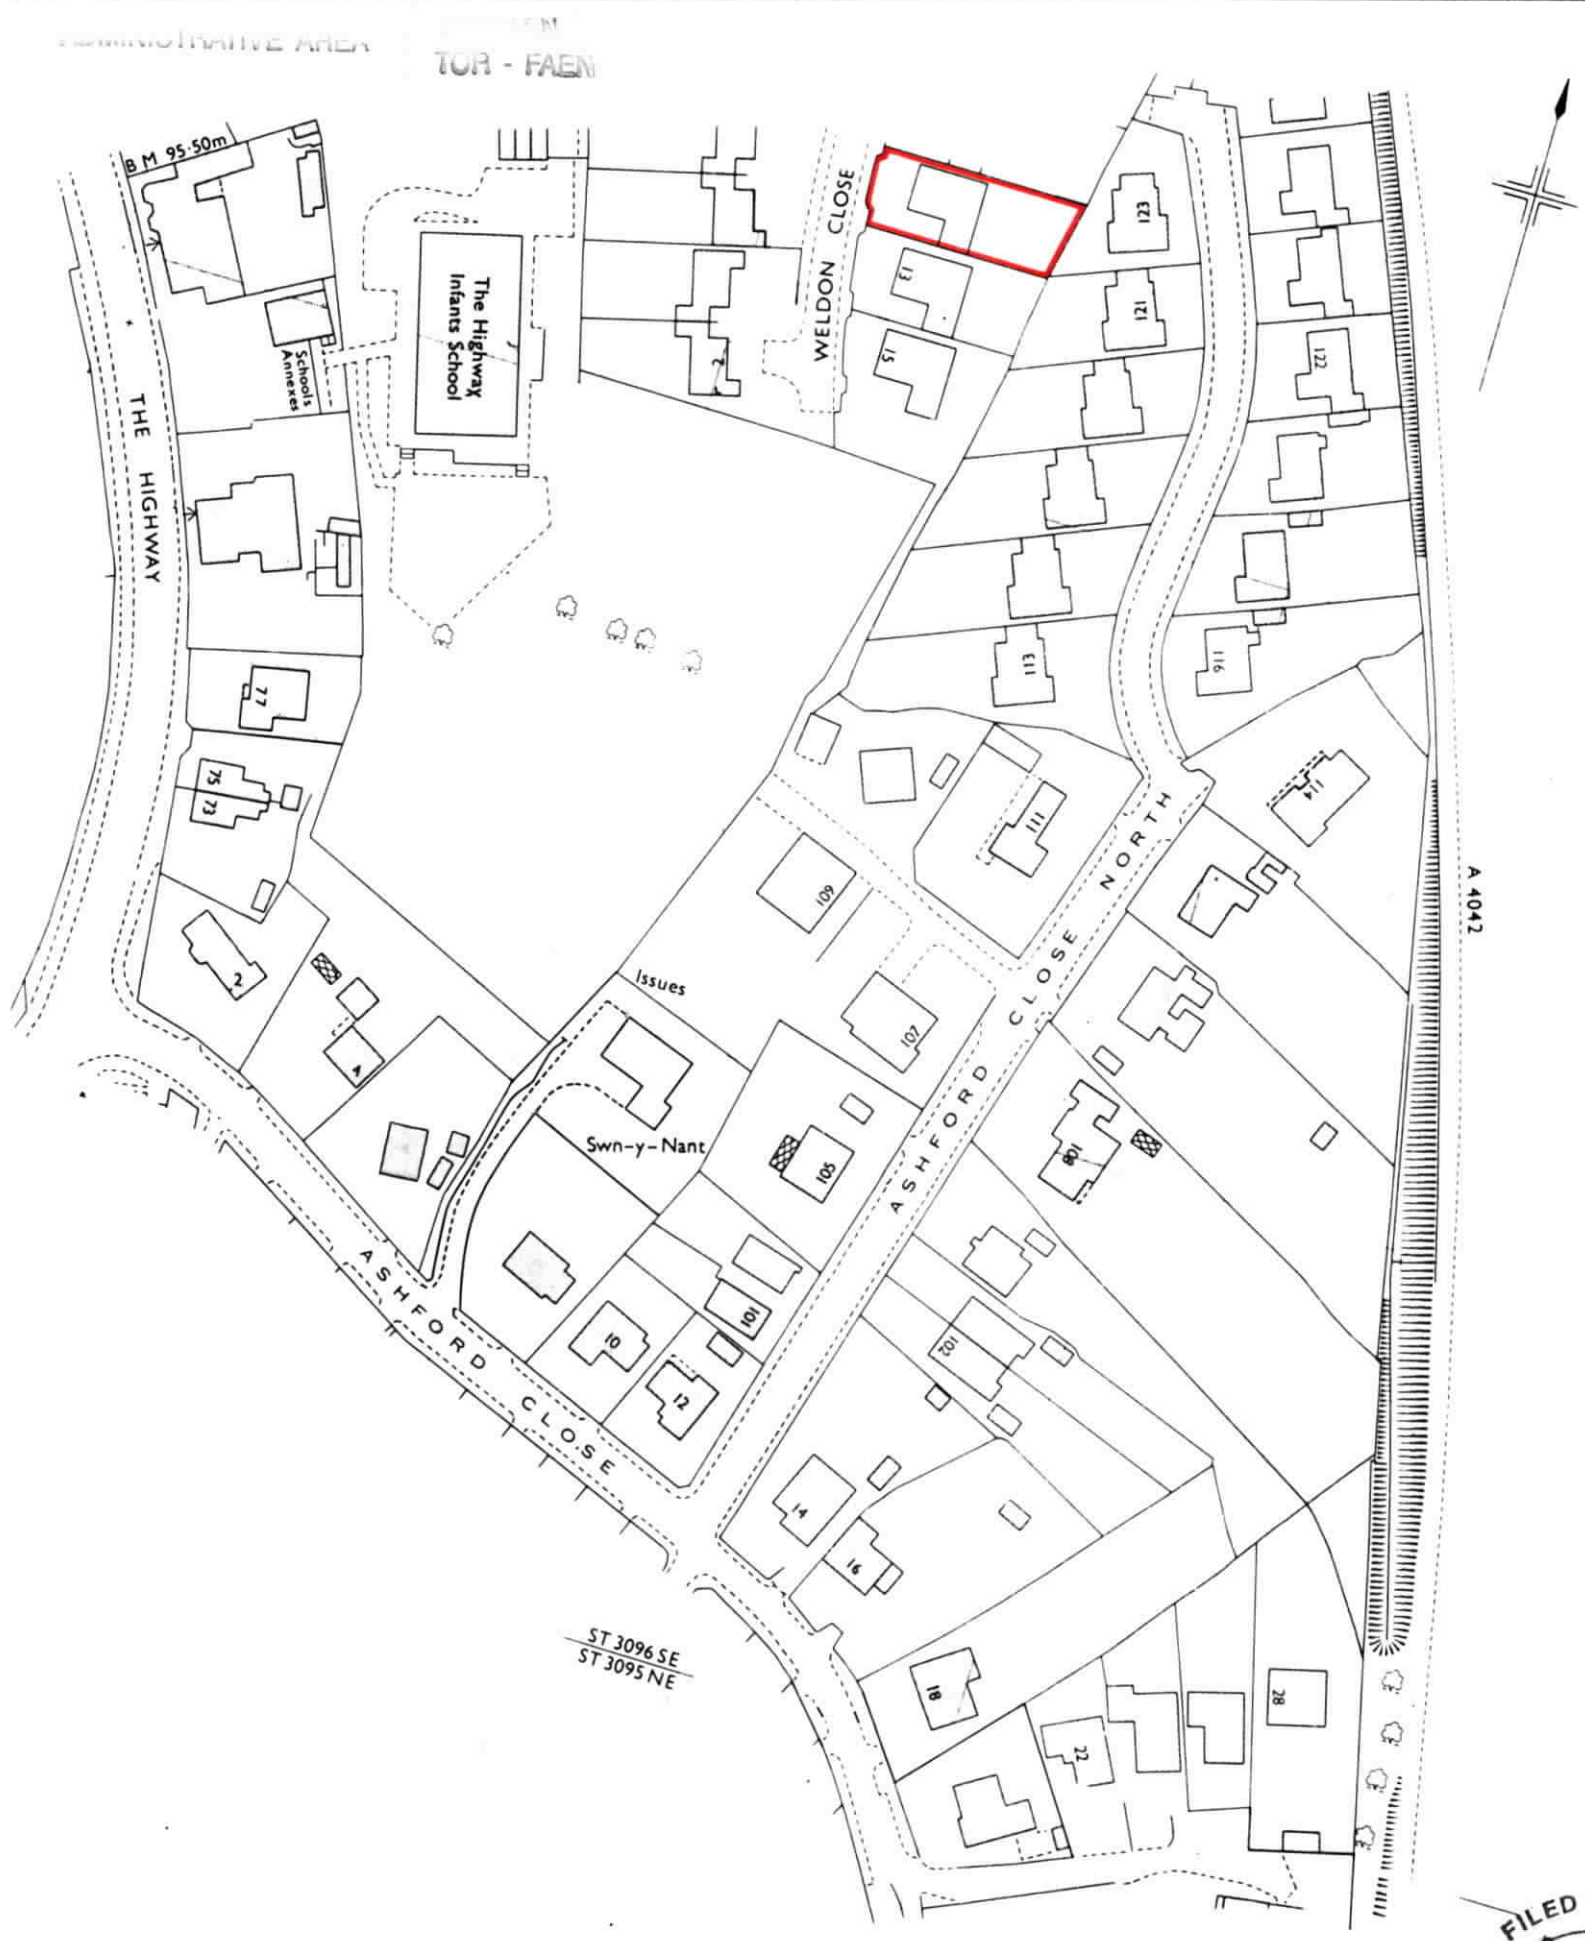 ADMINISTRATIVE AREA
TOR - FAEN
B M 95·50m
WELDON CLOSE
123
13
121
The Highway
Infants School
Schools
Annexes
2
15
122
THE HIGHWAY
113
116
77
75
73
114
111
109
A 4042
2
Issues
107
ASHFORD CLOSE NORTH
4
Swn-y-Nant
105
108
ASHFORD CLOSE
101
10
102
12
14
16
ST 3096 SE
ST 3095 NE
18
22
28
FILED